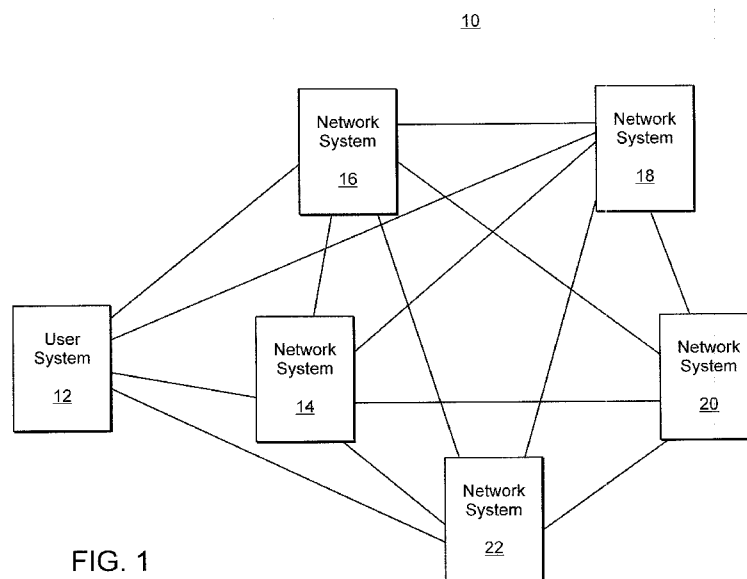 10
Network
System
16
Network
System
18
User
System
12
Network
System
14
Network
System
20
Network
System
22
FIG. 1